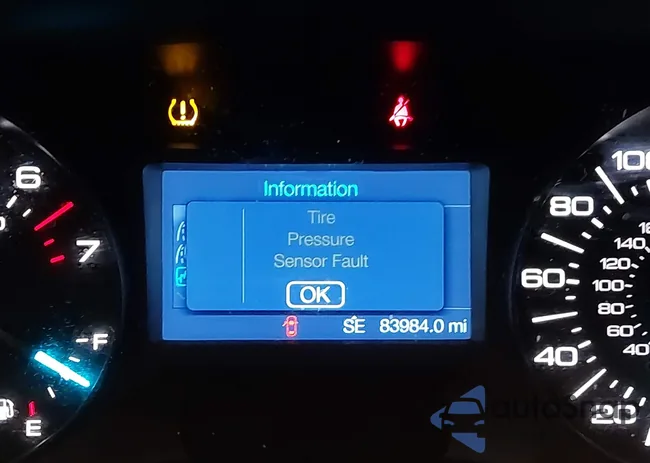 Information
Tire
Pressure
Sensor Fault
OK
SE 83984.0 mi
6
7
F
E
100
80
60
40
20
140
120
100
80
60
40
autosnap